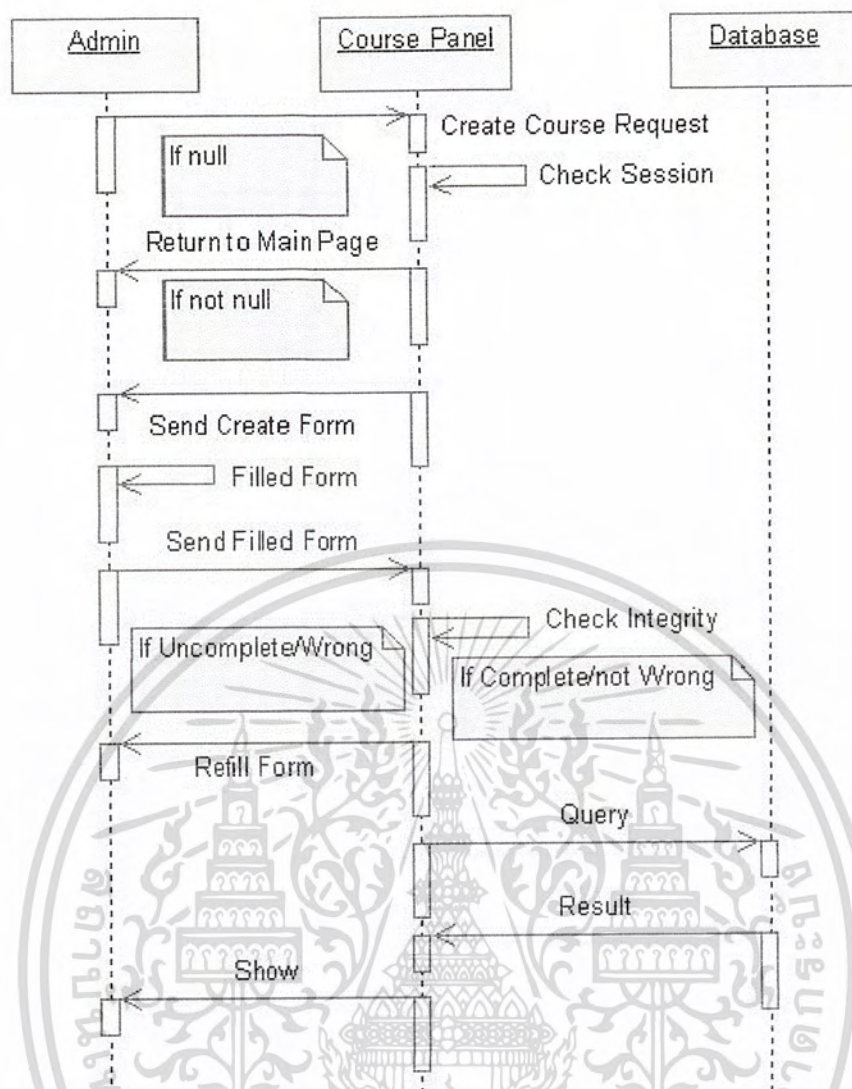 Admin
Course Panel
Database
Create Course Request
If null
Check Session
Return to Main Page
If not null
Send Create Form
Filled Form
Send Filled Form
Check Integrity
If Uncomplete/Wrong
If Complete/not Wrong
Refill Form
Query
Result
Show